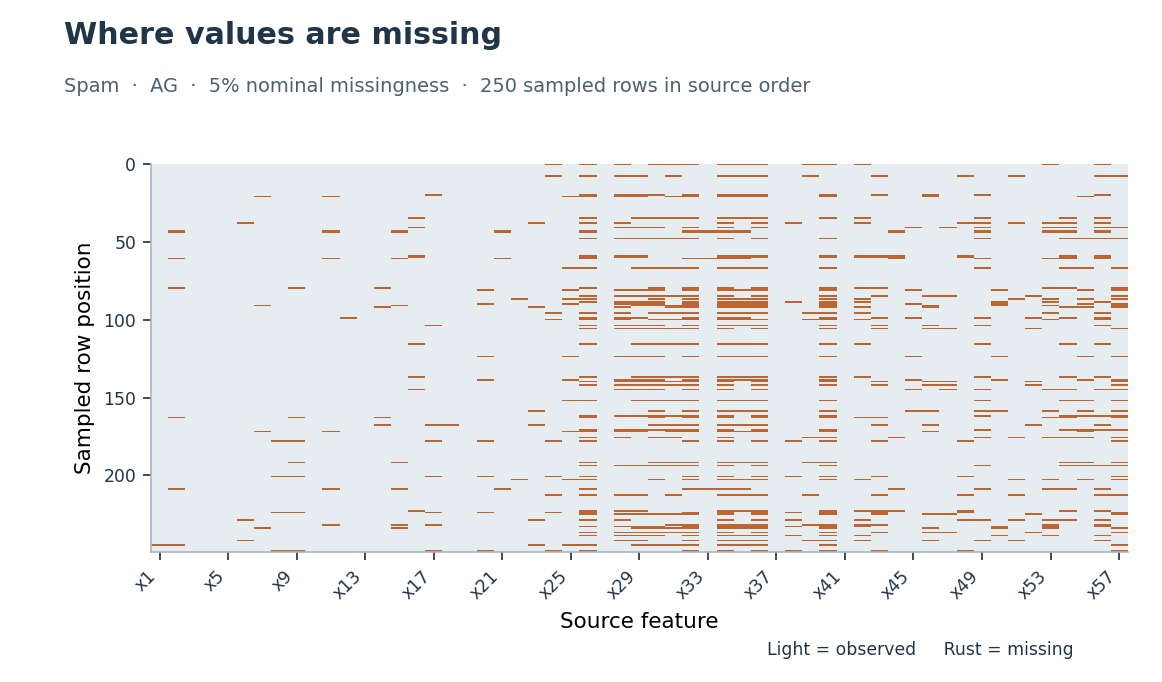 Where values are missing
Spam · AG · 5% nominal missingness · 250 sampled rows in source order
0
50
100
150
200
Sampled row position
x1 x5 x9 x13 x17 x21 x25 x29 x33 x37 x41 x45 x49 x53 x57
Source feature
Light = observed Rust = missing